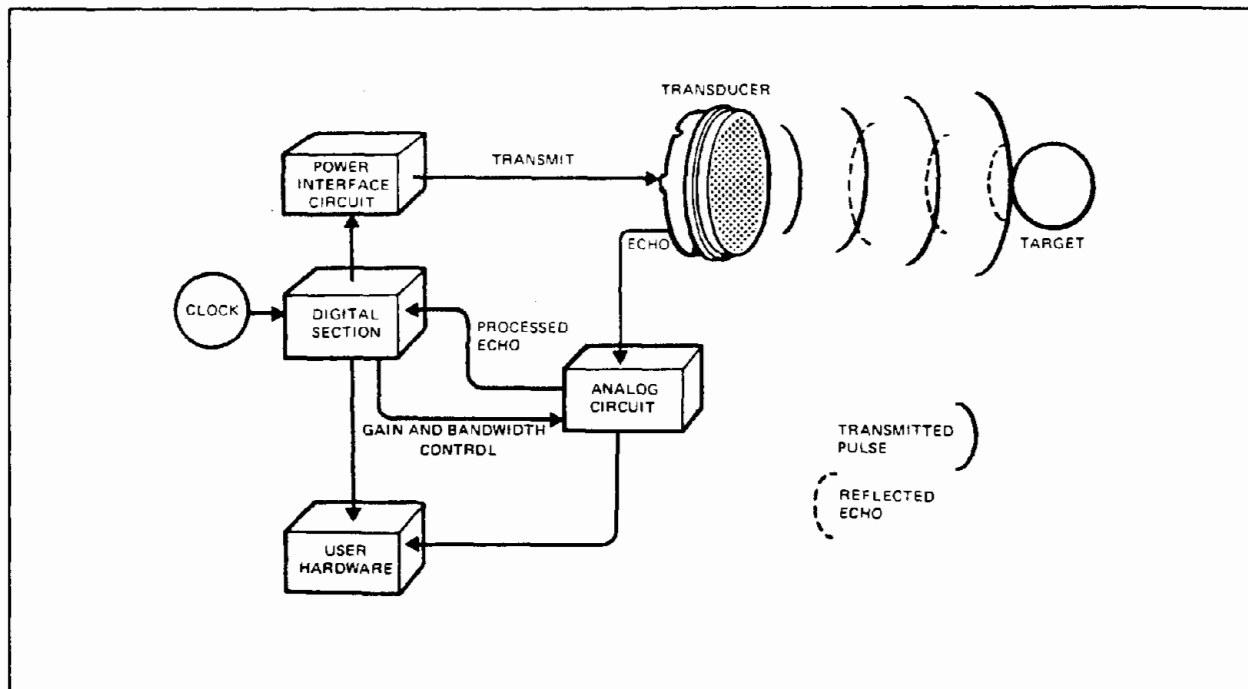 TRANSDUCER
POWER
INTERFACE
CIRCUIT
TRANSMIT
ECHO
TARGET
CLOCK
DIGITAL
SECTION
PROCESSED
ECHO
ANALOG
CIRCUIT
GAIN AND BANDWIDTH
CONTROL
TRANSMITTED
PULSE
REFLECTED
ECHO
USER
HARDWARE